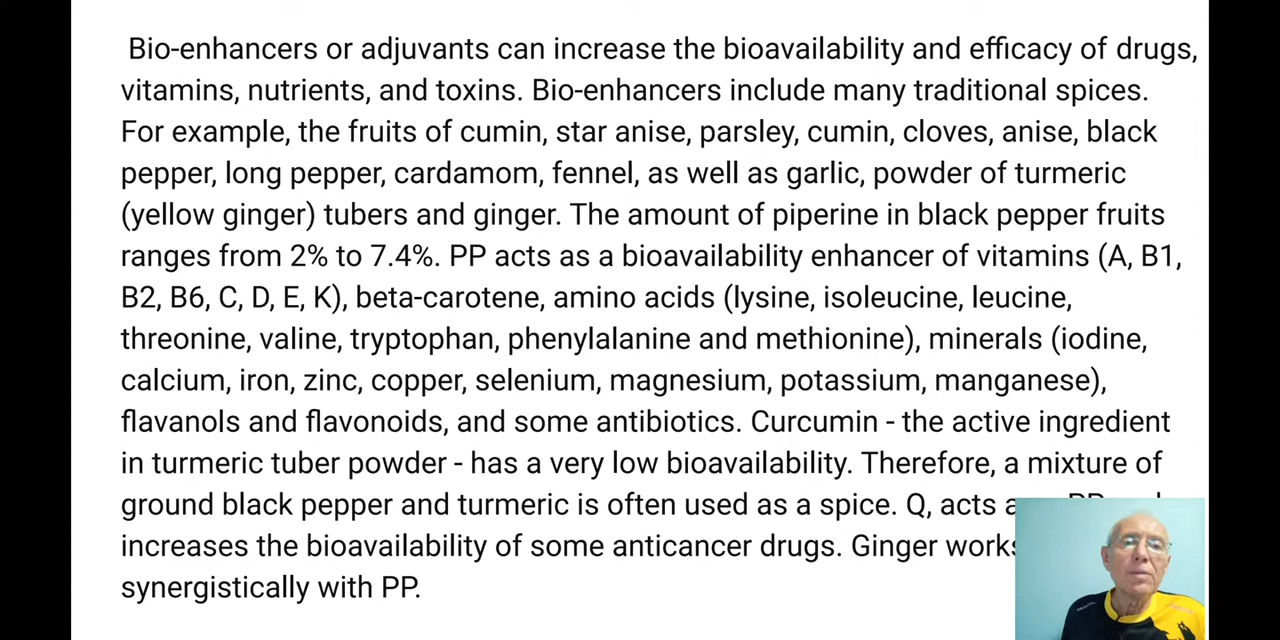 Bio-enhancers or adjuvants can increase the bioavailability and efficacy of drugs,
vitamins, nutrients, and toxins. Bio-enhancers include many traditional spices.
For example, the fruits of cumin, star anise, parsley, cumin, cloves, anise, black
pepper, long pepper, cardamom, fennel, as well as garlic, powder of turmeric
(yellow ginger) tubers and ginger. The amount of piperine in black pepper fruits
ranges from 2% to 7.4%. PP acts as a bioavailability enhancer of vitamins (A, B1,
B2, B6, C, D, E, K), beta-carotene, amino acids (lysine, isoleucine, leucine,
threonine, valine, tryptophan, phenylalanine and methionine), minerals (iodine,
calcium, iron, zinc, copper, selenium, magnesium, potassium, manganese),
flavanols and flavonoids, and some antibiotics. Curcumin - the active ingredient
in turmeric tuber powder - has a very low bioavailability. Therefore, a mixture of
ground black pepper and turmeric is often used as a spice. Q, acts
increases the bioavailability of some anticancer drugs. Ginger works
synergistically with PP.